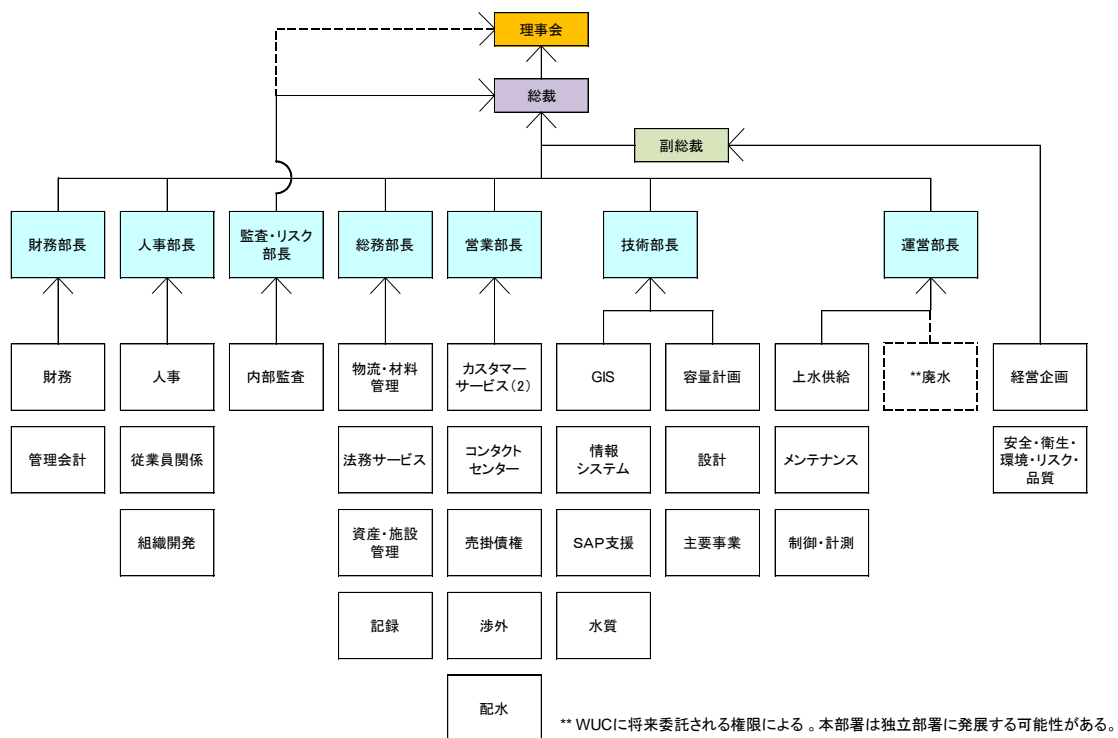 理事会
総裁
副総裁
財務部長
人事部長
監査・リスク
部長
総務部長
営業部長
技術部長
運営部長
財務
人事
内部監査
物流・材料
管理
カスタマー
サービス(2)
GIS
容量計画
上水供給
**廃水
経営企画
管理会計
従業員関係
法務サービス
コンタクト
センター
情報
システム
設計
メンテナンス
安全・衛生・
環境・リスク・
品質
組織開発
資産・施設
管理
売掛債権
SAP支援
主要事業
制御・計測
記録
渉外
水質
配水
** WUCに将来委託される権限による。本部署は独立部署に発展する可能性がある。